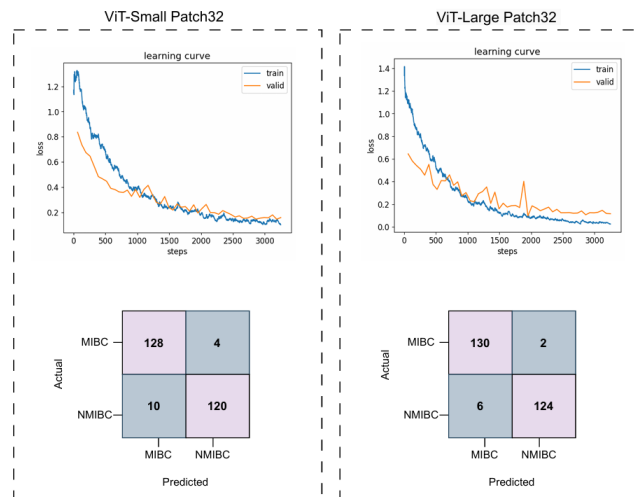 ViT-Small Patch32
learning curve
train
valid
loss
1.2
1.0
0.8
0.6
0.4
0.2
0
500
1000
1500
2000
2500
3000
steps
Actual
MIBC
128
4
NMIBC
10
120
MIBC
NMIBC
Predicted
ViT-Large Patch32
learning curve
train
valid
loss
1.4
1.2
1.0
0.8
0.6
0.4
0.2
0.0
0
500
1000
1500
2000
2500
3000
steps
Actual
MIBC
130
2
NMIBC
6
124
MIBC
NMIBC
Predicted